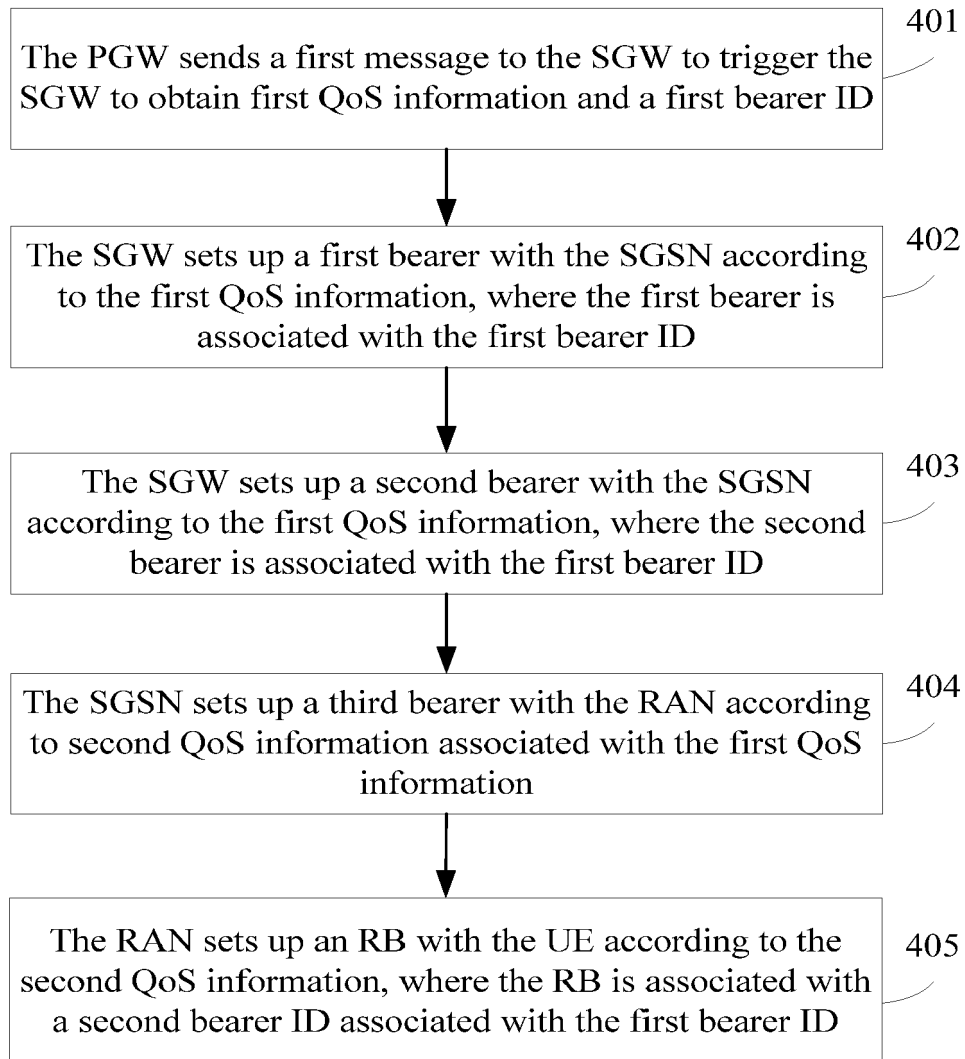 401
The PGW sends a first message to the SGW to trigger the
SGW to obtain first QoS information and a first bearer ID
402
The SGW sets up a first bearer with the SGSN according
to the first QoS information, where the first bearer is
associated with the first bearer ID
403
The SGW sets up a second bearer with the SGSN
according to the first QoS information, where the second
bearer is associated with the first bearer ID
404
The SGSN sets up a third bearer with the RAN according
to second QoS information associated with the first QoS
information
405
The RAN sets up an RB with the UE according to the
second QoS information, where the RB is associated with
a second bearer ID associated with the first bearer ID